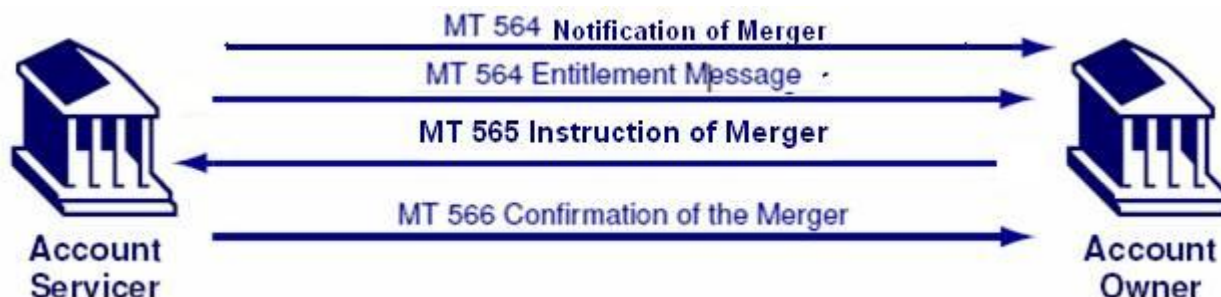 MT 564 Notification of Merger
MT 564 Entitlement Message
MT 565 Instruction of Merger
MT 566 Confirmation of the Merger
Account
Servicer
Account
Owner